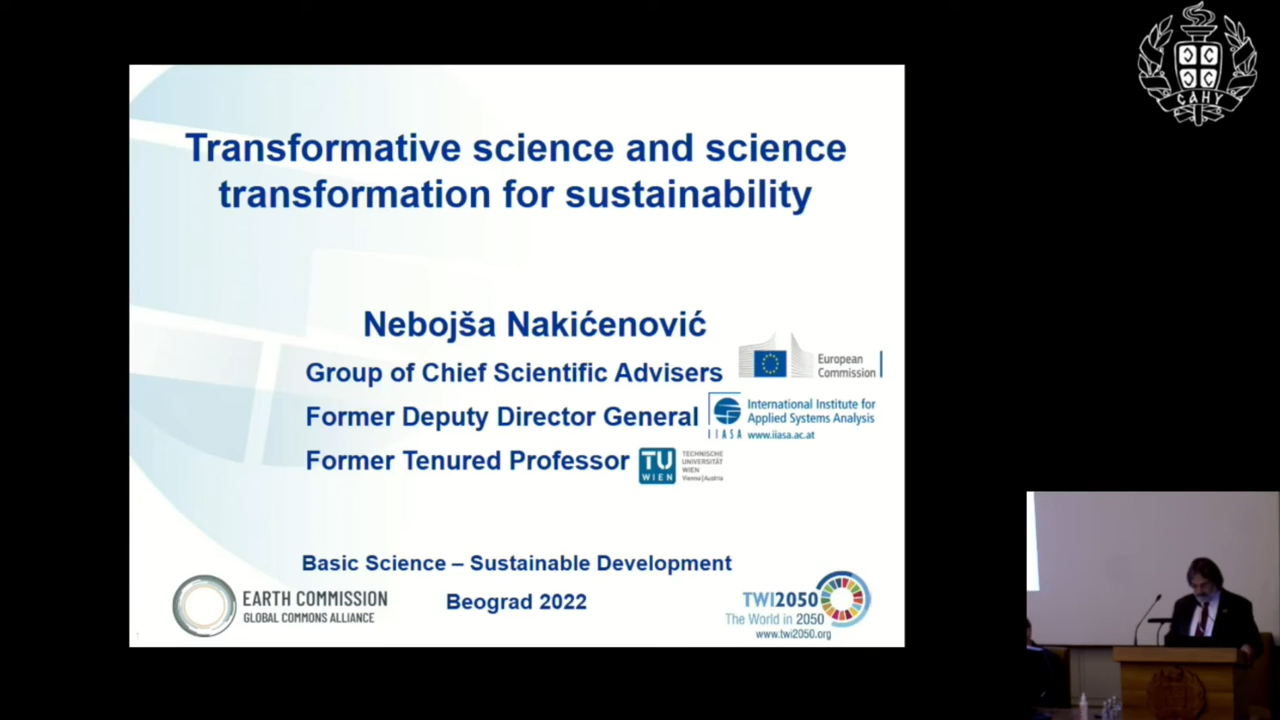 САНУ
Transformative science and science
transformation for sustainability
Nebojša Nakićenović
Group of Chief Scientific Advisers
European
Commission
Former Deputy Director General
International Institute for
Applied Systems Analysis
IIASA www.iiasa.ac.at
Former Tenured Professor
TU
WIEN
TECHNISCHE
UNIVERSITÄT
WIEN
Vienna | Austria
Basic Science – Sustainable Development
Beograd 2022
EARTH COMMISSION
GLOBAL COMMONS ALLIANCE
TWI2050
The World in 2050
www.twi2050.org
1